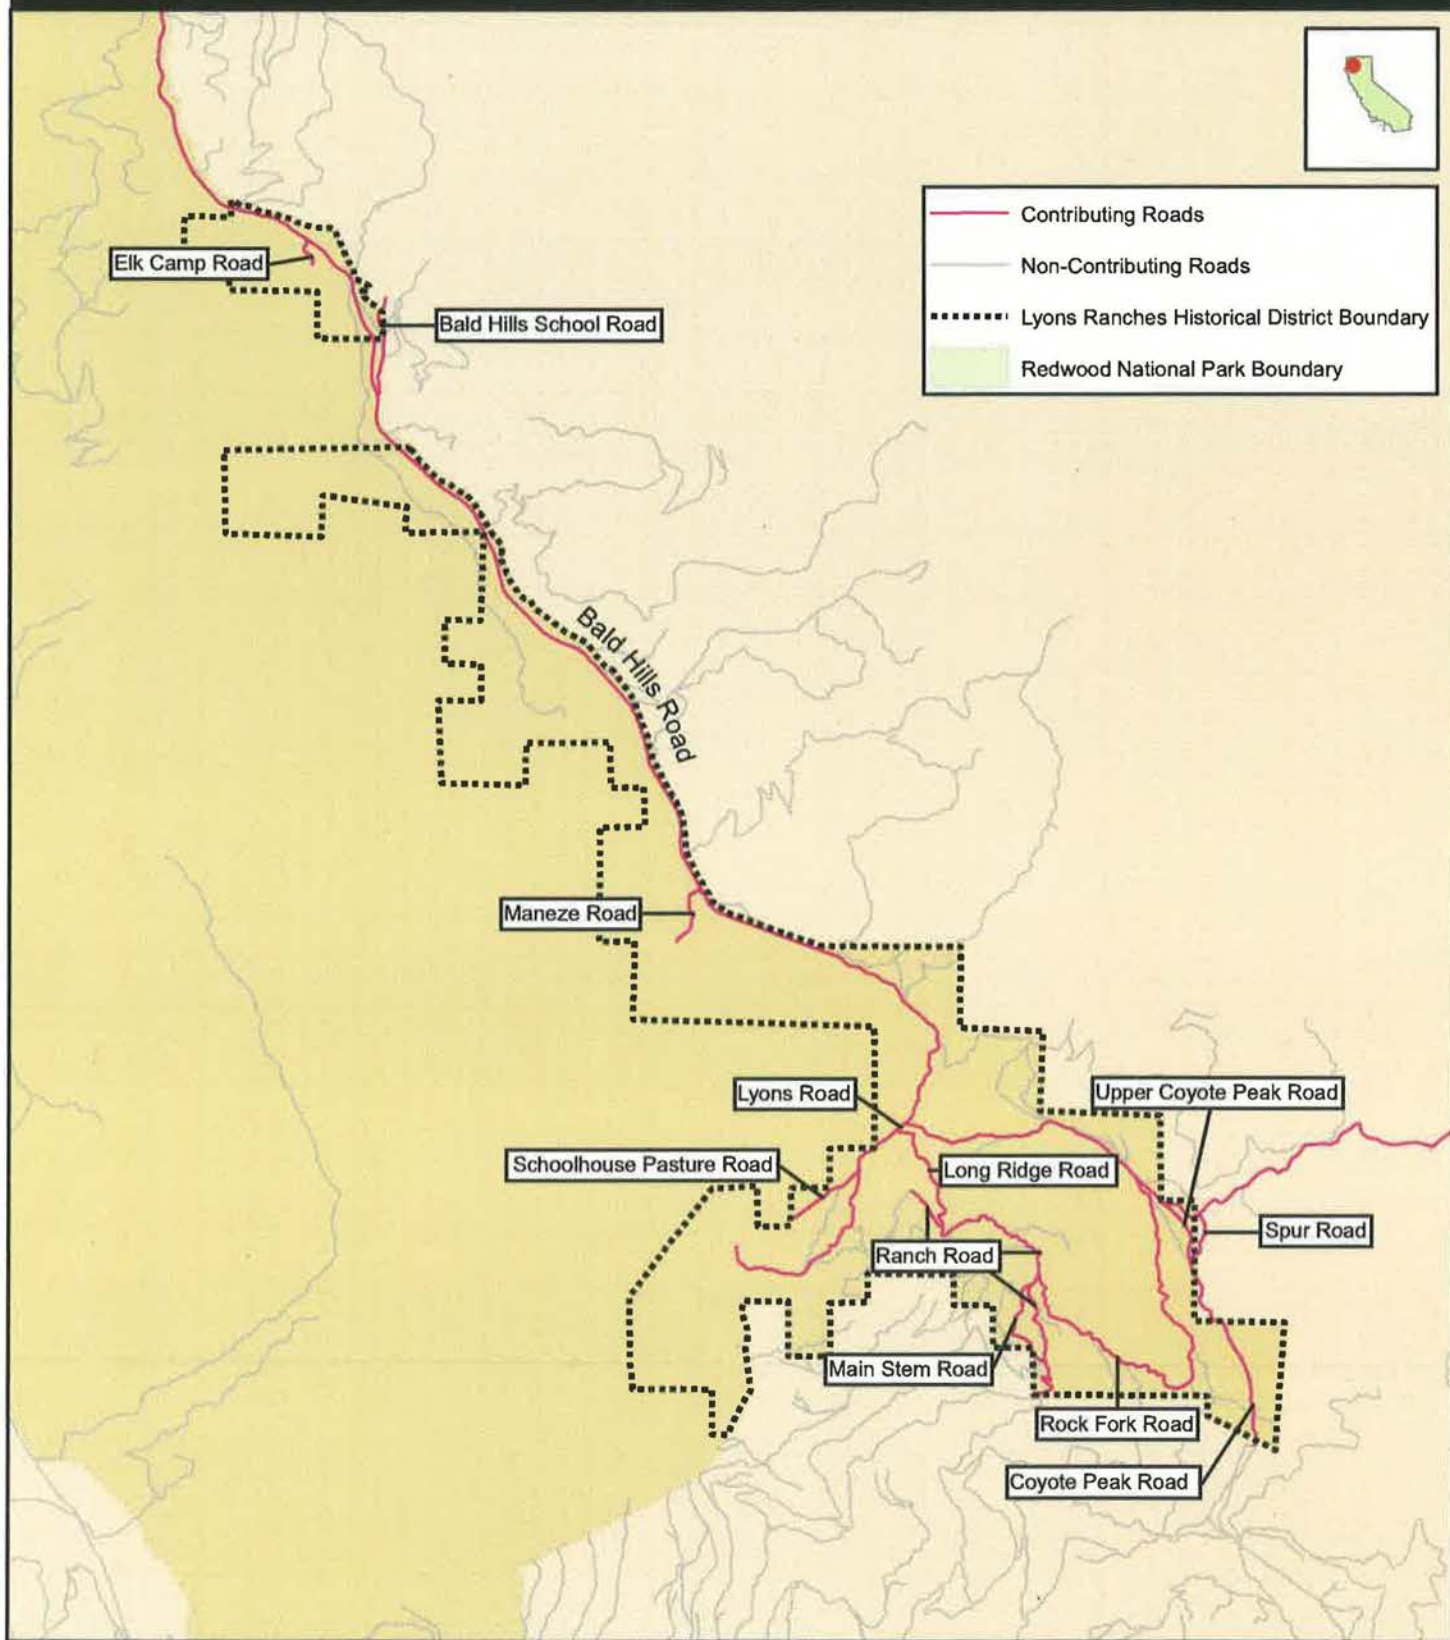 Contributing Roads
Non-Contributing Roads
Lyons Ranches Historical District Boundary
Redwood National Park Boundary
Elk Camp Road
Bald Hills School Road
Bald Hills Road
Maneze Road
Lyons Road
Upper Coyote Peak Road
Schoolhouse Pasture Road
Long Ridge Road
Spur Road
Ranch Road
Main Stem Road
Rock Fork Road
Coyote Peak Road